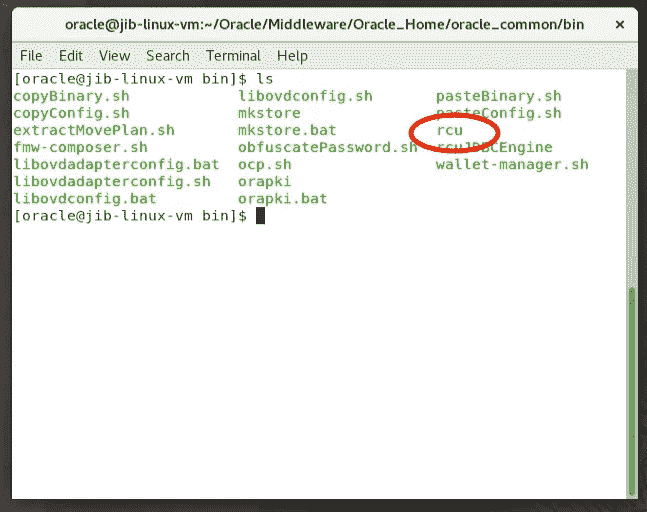 oracle@jib-linux-vm:~/Oracle/Middleware/Oracle_Home/oracle_common/bin ×
File Edit View Search Terminal Help
[oracle@jib-linux-vm bin]$ ls
copyBinary.sh libovdconfig.sh pasteBinary.sh
copyConfig.sh mkstore pasteConfig.sh
extractMovePlan.sh mkstore.bat rcu
fmw-composer.sh obfuscatePassword.sh rcuJDBCEngine
libovdadapterconfig.bat ocp.sh wallet-manager.sh
libovdadapterconfig.sh orapki
libovdconfig.bat orapki.bat
[oracle@jib-linux-vm bin]$